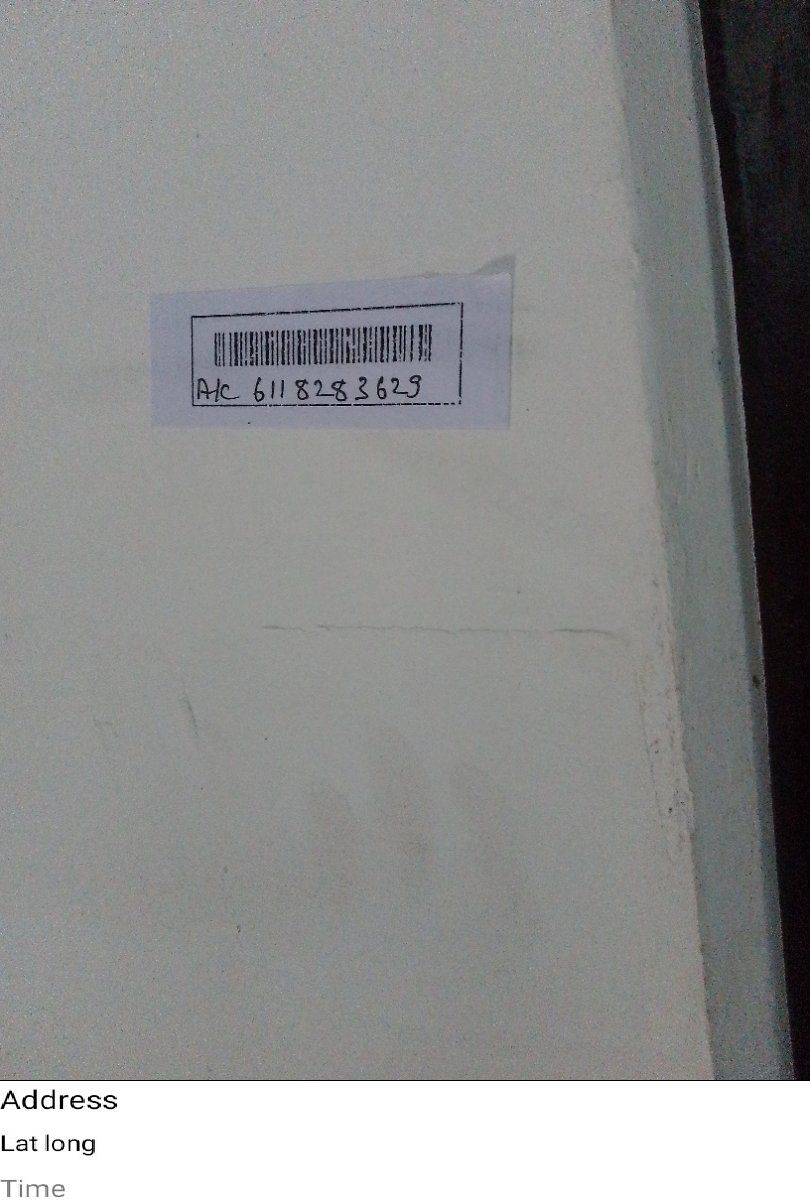 A/C 6118283629
Address
Lat long
Time